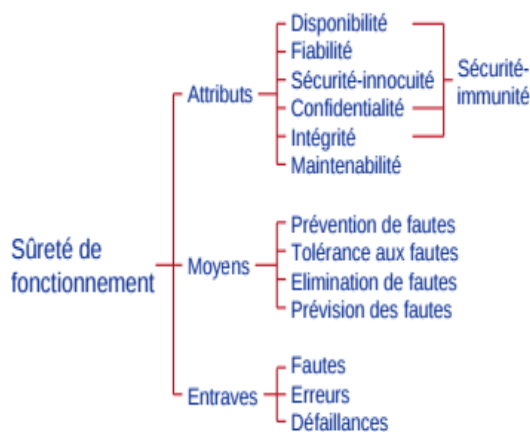 Disponibilité
Fiabilité
Sécurité-innocuité
Confidentialité
Intégrité
Maintenabilité
Sécurité-
immunité
Attributs
Sûreté de
fonctionnement
Moyens
Prévention de fautes
Tolérance aux fautes
Elimination de fautes
Prévision des fautes
Entraves
Fautes
Erreurs
Défaillances